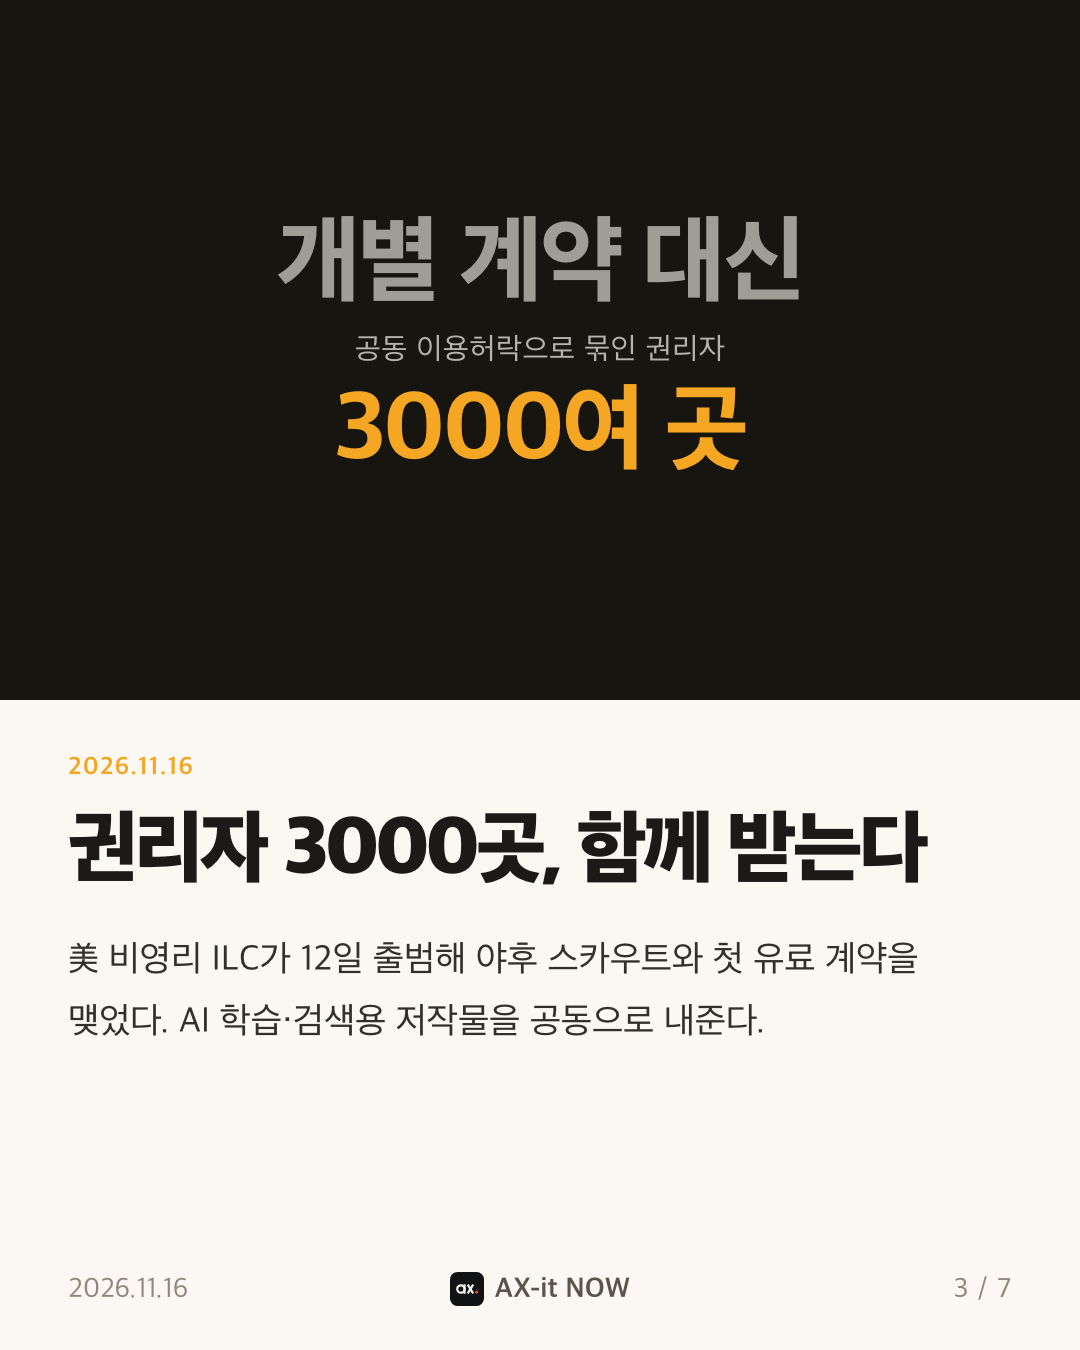 개별 계약 대신
공동 이용허락으로 묶인 권리자
3000여 곳
2026.11.16
권리자 3000곳, 함께 받는다
美 비영리 ILC가 12일 출범해 야후 스카우트와 첫 유료 계약을
맺었다. AI 학습·검색용 저작물을 공동으로 내준다.
2026.11.16
ax. AX-it NOW
3 / 7